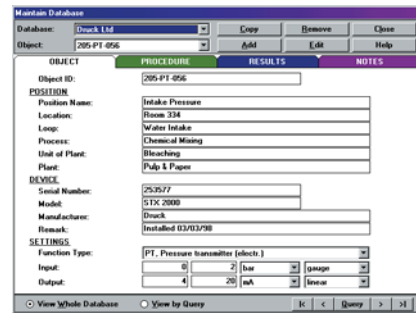 Maintain Database
Database: Druck Ltd Copy Remove Close
Object: 205-PT-056 Add Edit Help
OBJECT PROCEDURE RESULTS NOTES
Object ID: 205-PT-056
POSITION
Position Name: Intake Pressure
Location: Room 334
Loop: Water Intake
Process: Chemical Mixing
Unit of Plant: Bleaching
Plant: Pulp & Paper
DEVICE
Serial Number: 253577
Model: STX 2000
Manufacturer: Druck
Remark: Installed 03/03/98
SETTINGS
Function Type: PT, Pressure transmitter (electr.)
Input: 0 2 bar gauge
Output: 4 20 mA linear
View Whole Database View by Query |< < Query > >|